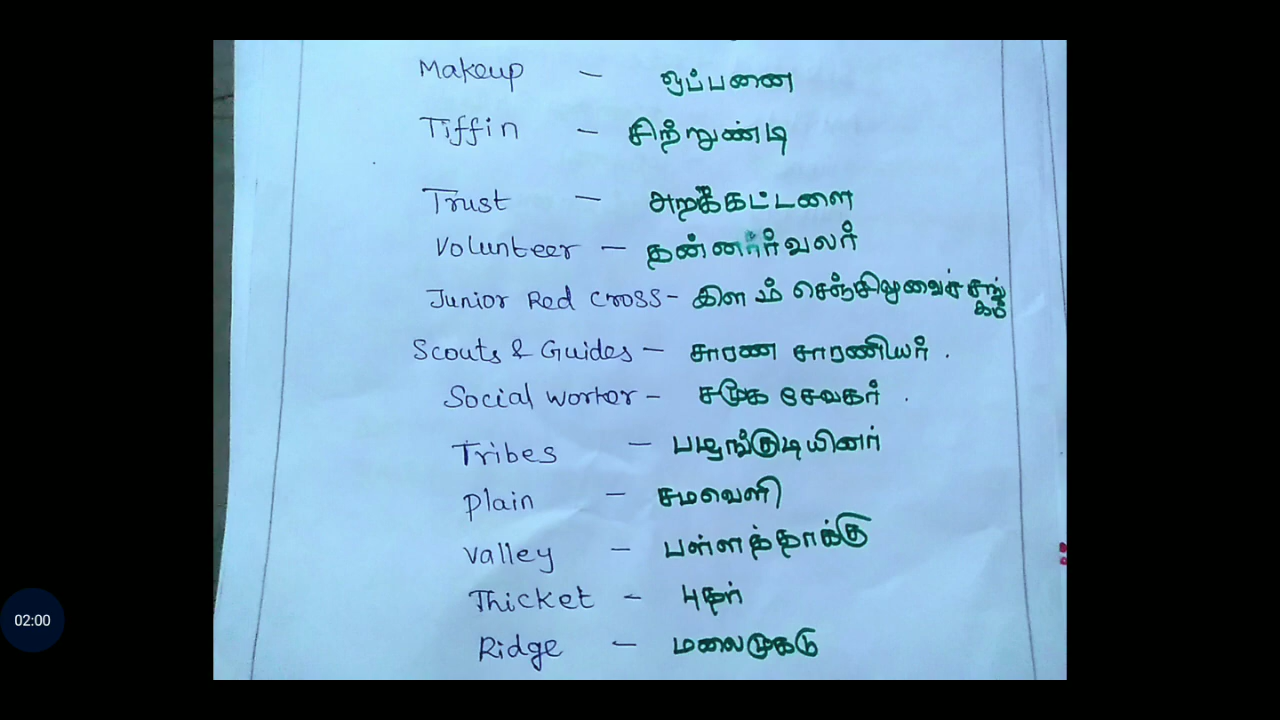 Makeup - ஒப்பனை
Tiffin - சிற்றுண்டி
Trust - அறக்கட்டளை
Volunteer - தன்னார்வலர்
Junior Red Cross - இளம் செஞ்சிலுவைச் சங்கம்
Scouts & Guides - சாரண சாரணியர் .
Social worker - சமூக சேவகர் .
Tribes - பழங்குடியினர்
Plain - சமவெளி
valley - பள்ளத்தாக்கு
Thicket - புதர்
Ridge - மலைமுகடு
02:00